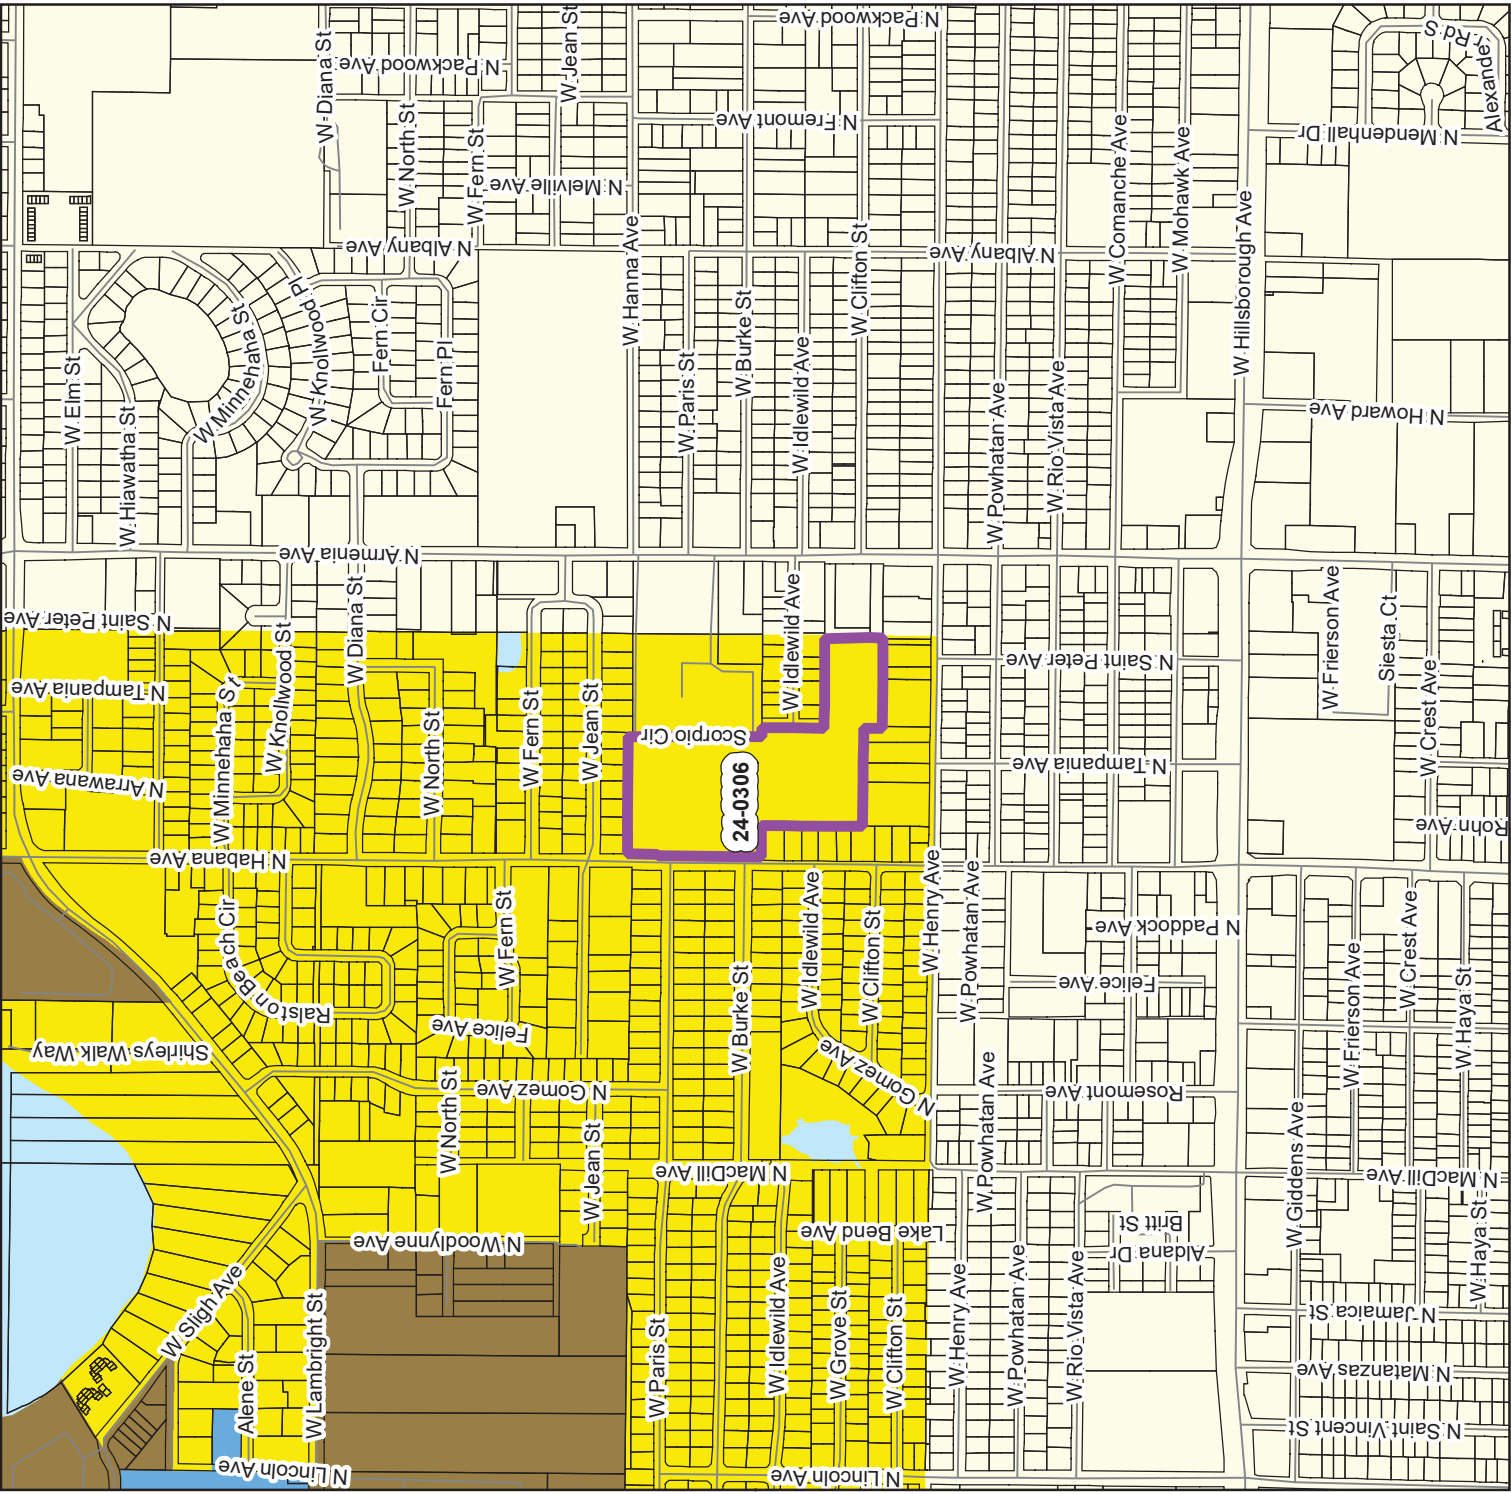 N Packwood Ave
W Jean St
W Diana St
N Packwood Ave
r Rd S
Alexande
W North St
W Fern St
N Fremont Ave
N Mendenhall Dr
W Comanche Ave
W Mohawk Ave
N Melville Ave
N Albany Ave
W Hanna Ave
W Clifton St
N Albany Ave
W Hillsborough Ave
W Knollwood Pl
W Minnehaha St
Fern Cir
Fern Pl
W Elm St
W Hiawatha St
W Paris St
W Burke St
W Idlewild Ave
W Powhatan Ave
W Rio Vista Ave
N Howard Ave
N Armenia Ave
N Saint Peter Ave
W Diana St
W Knollwood St
W Idlewild Ave
W Frierson Ave
Siesta Ct
N Saint Peter Ave
N Tampania Ave
W Minnehaha St
W North St
W Fern St
W Jean St
Scorpio Cir
W Crest Ave
N Tampania Ave
N Arrawana Ave
24-0306
Rohn Ave
N Habana Ave
Ralston Beach Cir
W Fern St
W Idlewild Ave
W Clifton St
W Henry Ave
W Powhatan Ave
N Paddock Ave
W Crest Ave
W Frierson Ave
W Haya St
Felice Ave
Felice Ave
W Burke St
Shirleys Walk Way
N Gomez Ave
N Gomez Ave
W North St
W Jean St
W Powhatan Ave
Rosemont Ave
W Giddens Ave
N MacDill Ave
N MacDill Ave
W Haya St
N Woodlynne Ave
Lake Bend Ave
Britt St
Aldana Dr
W Sligh Ave
Alene St
W Lambright St
W Paris St
W Idlewild Ave
W Grove St
W Clifton St
W Henry Ave
W Powhatan Ave
W Rio Vista Ave
N Jamaica St
N Matanzas Ave
N Saint Vincent St
N Lincoln Ave
N Lincoln Ave